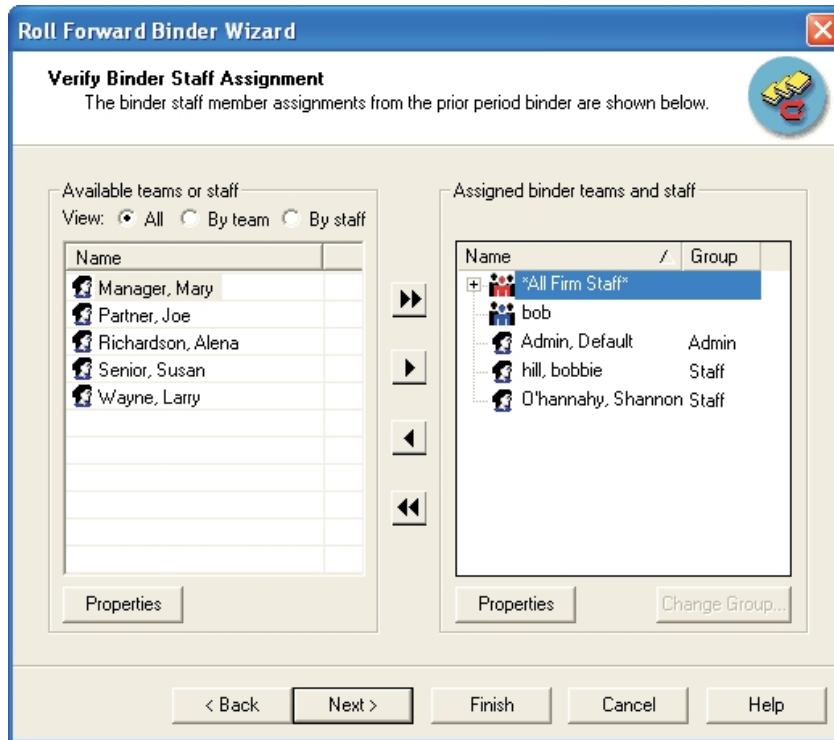 Roll Forward Binder Wizard
Verify Binder Staff Assignment
The binder staff member assignments from the prior period binder are shown below.
Available teams or staff
View: All By team By staff
Name
Manager, Mary
Partner, Joe
Richardson, Alena
Senior, Susan
Wayne, Larry
Properties
Assigned binder teams and staff
Name Group
*All Firm Staff*
bob
Admin, Default Admin
hill, bobbie Staff
O'hannahy, Shannon Staff
Properties Change Group...
< Back Next > Finish Cancel Help